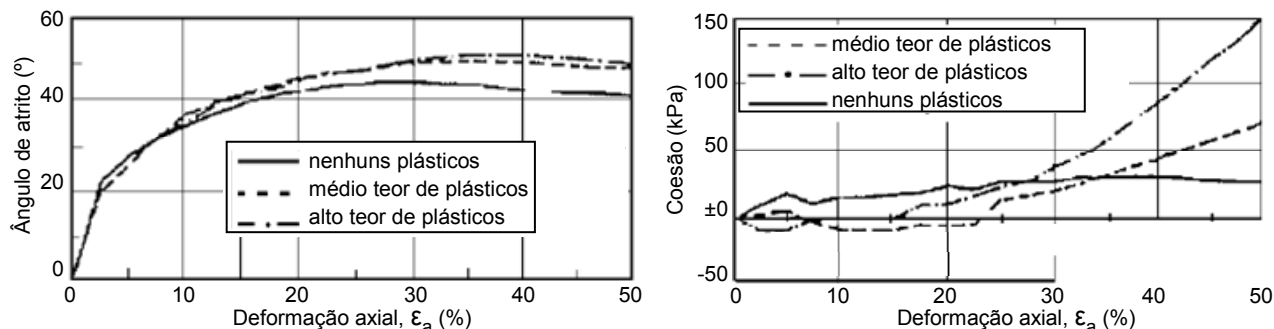 Ângulo de atrito (º)
60
40
20
0
nenhuns plásticos
médio teor de plásticos
alto teor de plásticos
0 10 20 30 40 50
Deformação axial, εa (%)
Coesão (kPa)
150
100
50
±0
-50
médio teor de plásticos
alto teor de plásticos
nenhuns plásticos
0 10 20 30 40 50
Deformação axial, εa (%)